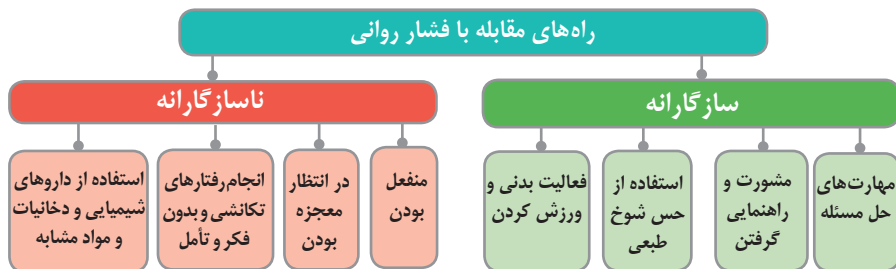 راه‌های مقابله با فشار روانی
سازگارانه
مهارت‌های
حل مسئله
مشورت و
راهنمایی
گرفتن
استفاده از
حس شوخ
طبعی
فعالیت بدنی و
ورزش کردن
ناسازگارانه
منفعل
بودن
در انتظار
معجزه
بودن
انجام رفتارهای
تکانشی و بدون
فکر و تأمل
استفاده از داروهای
شیمیایی و دخانیات
و مواد مشابه